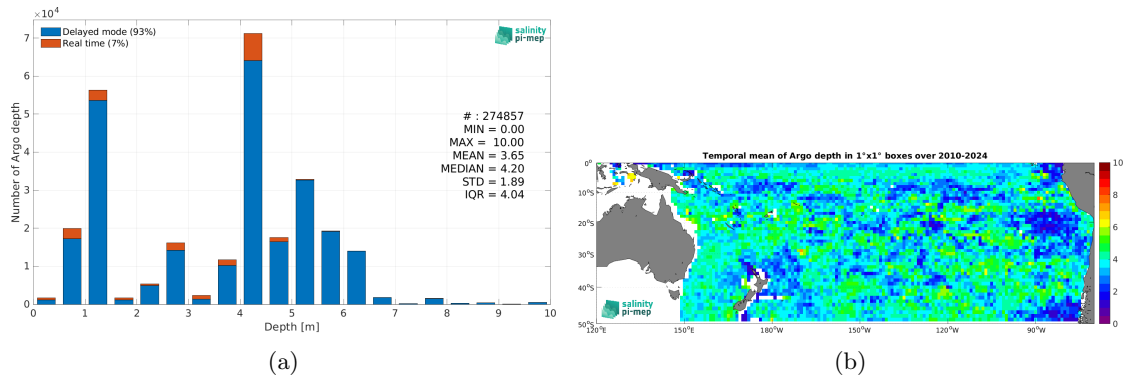 ×10⁴
Delayed mode (93%)
Real time (7%)
salinity
pi-mep
7
6
5
4
3
2
1
0
Number of Argo depth
# : 274857
MIN = 0.00
MAX = 10.00
MEAN = 3.65
MEDIAN = 4.20
STD = 1.89
IQR = 4.04
0 1 2 3 4 5 6 7 8 9 10
Depth [m]
(a)
Temporal mean of Argo depth in 1°x1° boxes over 2010-2024
0°
10°S
20°S
30°S
40°S
50°S
salinity
pi-mep
120°E 150°E 180°W 150°W 120°W 90°W
10
8
6
4
2
0
(b)